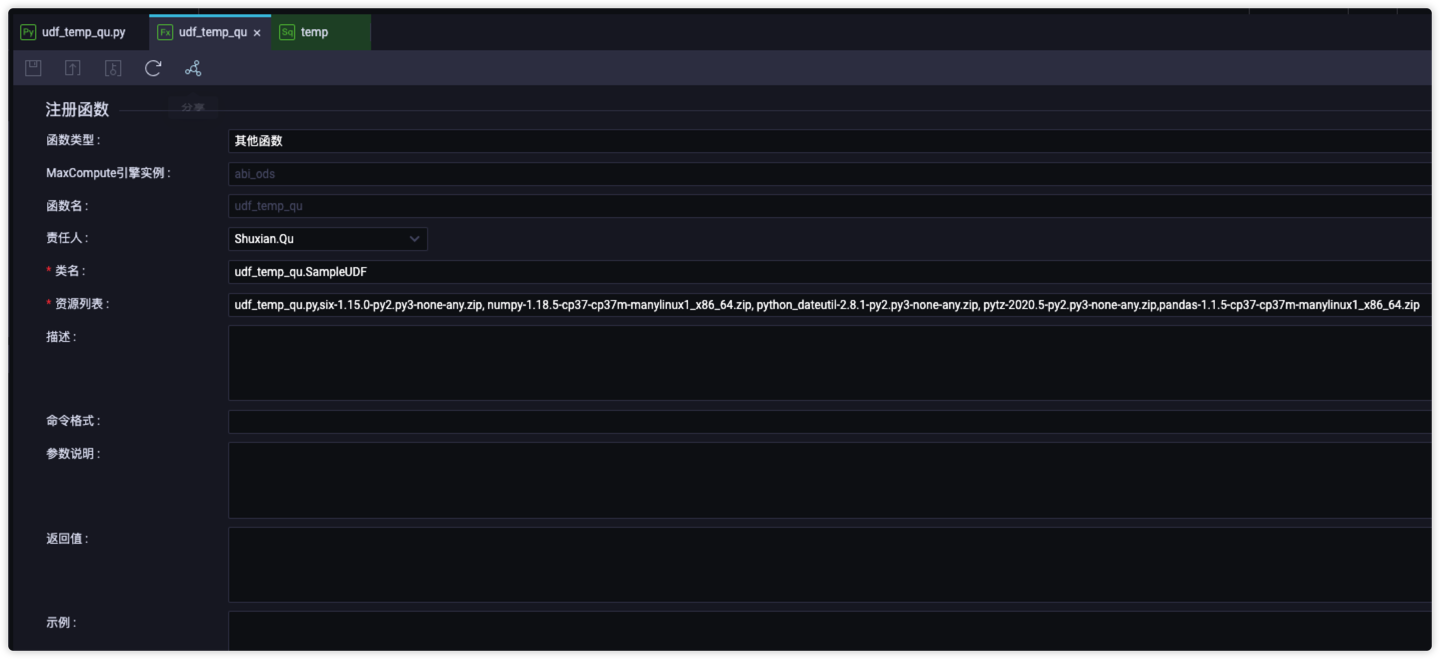 Py udf_temp_qu.py Fx udf_temp_qu × Sq temp
分享
注册函数
函数类型 : 其他函数
MaxCompute引擎实例 : abi_ods
函数名 : udf_temp_qu
责任人 : Shuxian.Qu
* 类名 : udf_temp_qu.SampleUDF
* 资源列表 : udf_temp_qu.py,six-1.15.0-py2.py3-none-any.zip, numpy-1.18.5-cp37-cp37m-manylinux1_x86_64.zip, python_dateutil-2.8.1-py2.py3-none-any.zip, pytz-2020.5-py2.py3-none-any.zip,pandas-1.1.5-cp37-cp37m-manylinux1_x86_64.zip
描述 :
命令格式 :
参数说明 :
返回值 :
示例 :